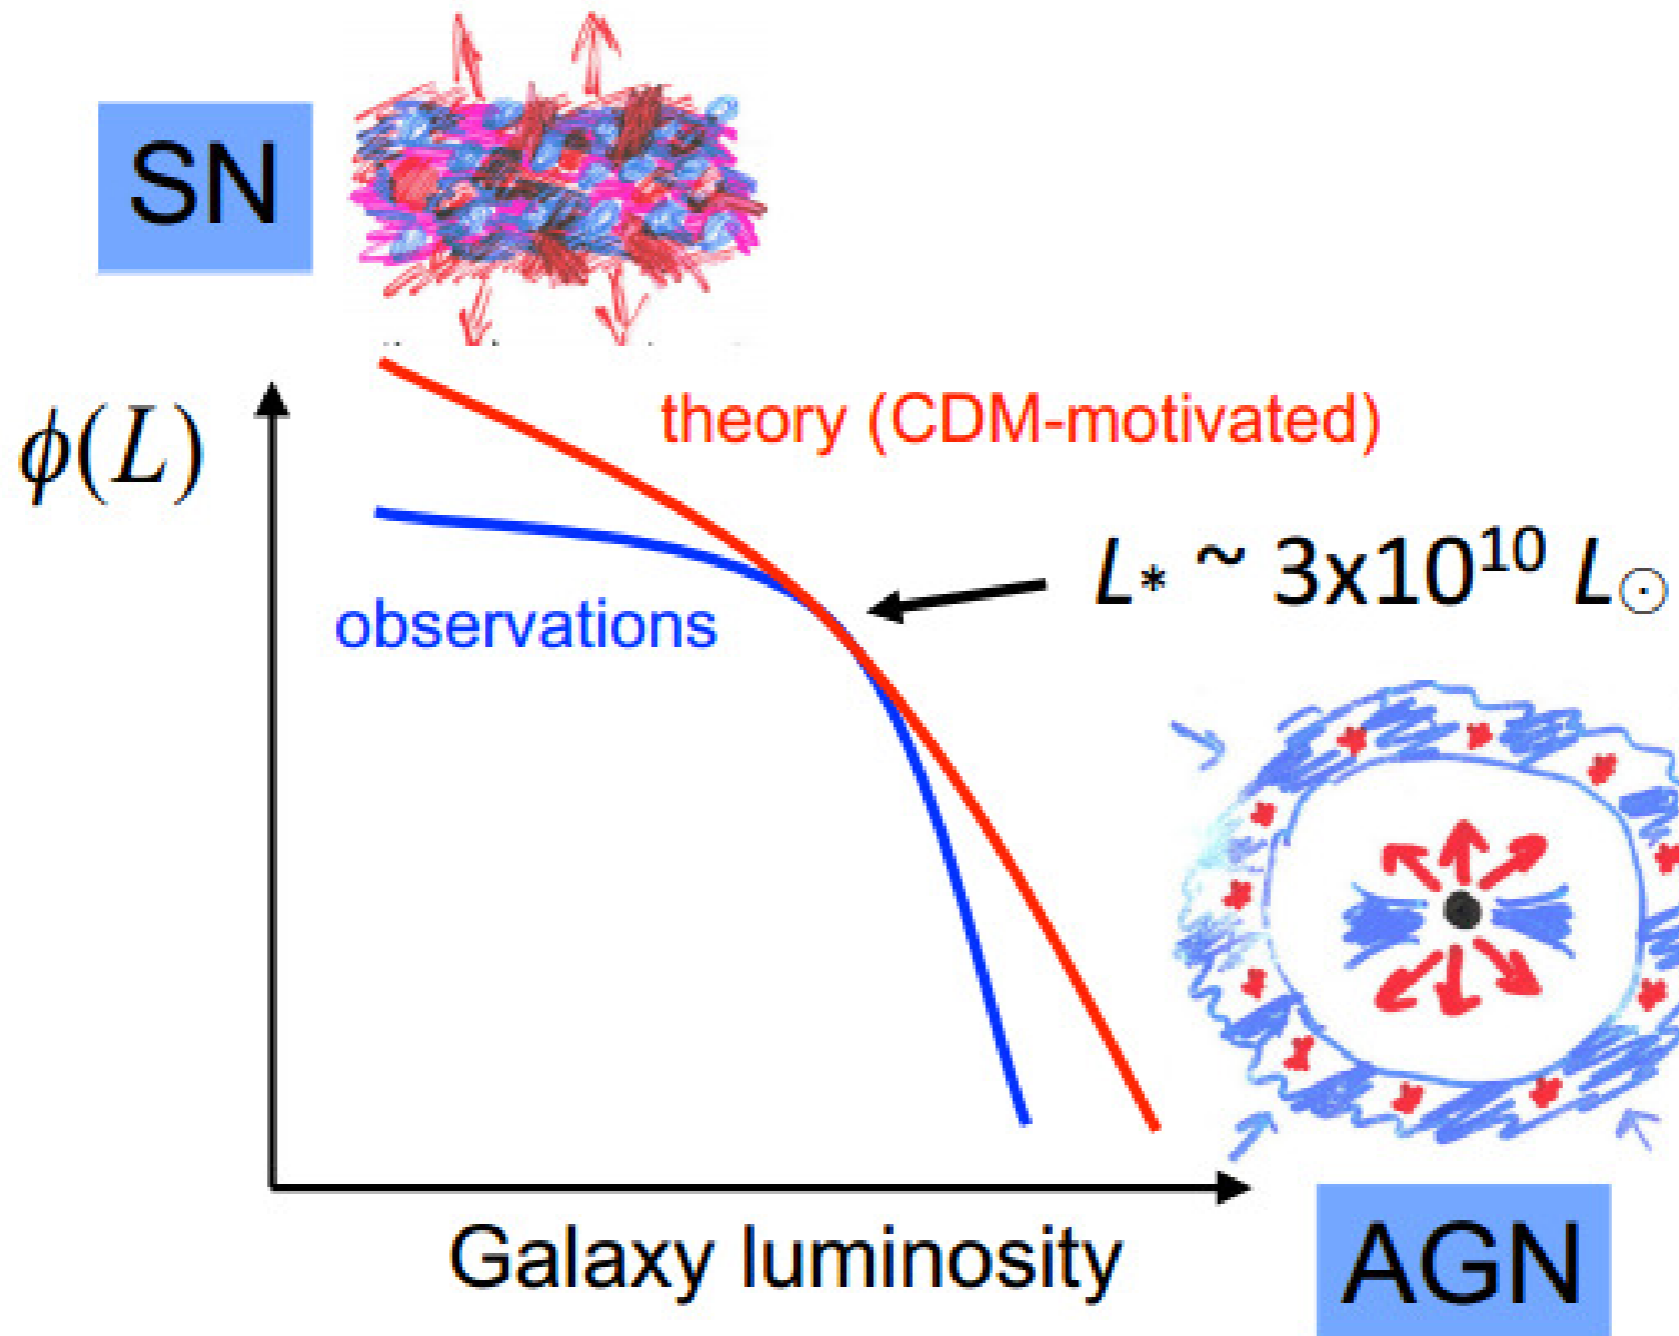 SN
ϕ(L)
theory (CDM-motivated)
L* ~ 3x10¹⁰ L☉
observations
Galaxy luminosity
AGN